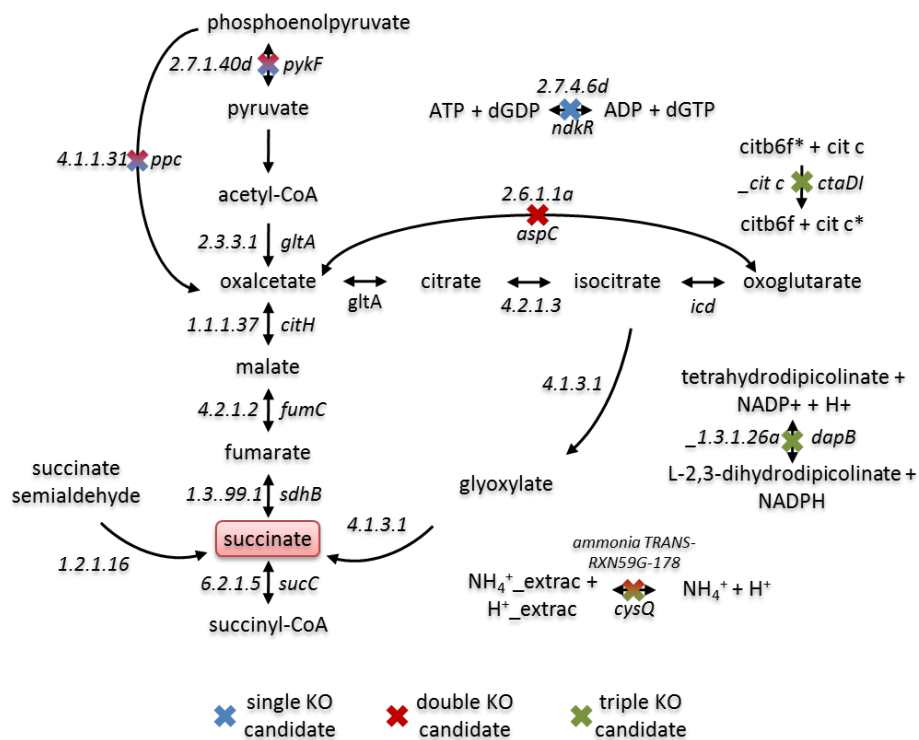 phosphoenolpyruvate
2.7.1.40d pykF
pyruvate
2.7.4.6d
ATP + dGDP ADP + dGTP
ndkR
4.1.1.31 ppc
citb6f* + cit c
_cit c ctaDI
citb6f + cit c*
acetyl-CoA
2.6.1.1a
aspC
2.3.3.1 gltA
oxalcetate
gltA
citrate
4.2.1.3
isocitrate
icd
oxoglutarate
1.1.1.37 citH
malate
4.1.3.1
tetrahydrodipicolinate +
NADP+ + H+
4.2.1.2 fumC
_1.3.1.26a dapB
fumarate
L-2,3-dihydrodipicolinate +
NADPH
succinate
semialdehyde
1.3..99.1 sdhB
glyoxylate
4.1.3.1
succinate
1.2.1.16
ammonia TRANS-
RXN59G-178
6.2.1.5 sucC
NH₄⁺_extrac +
H⁺_extrac
NH₄⁺ + H⁺
cysQ
succinyl-CoA
single KO
candidate
double KO
candidate
triple KO
candidate